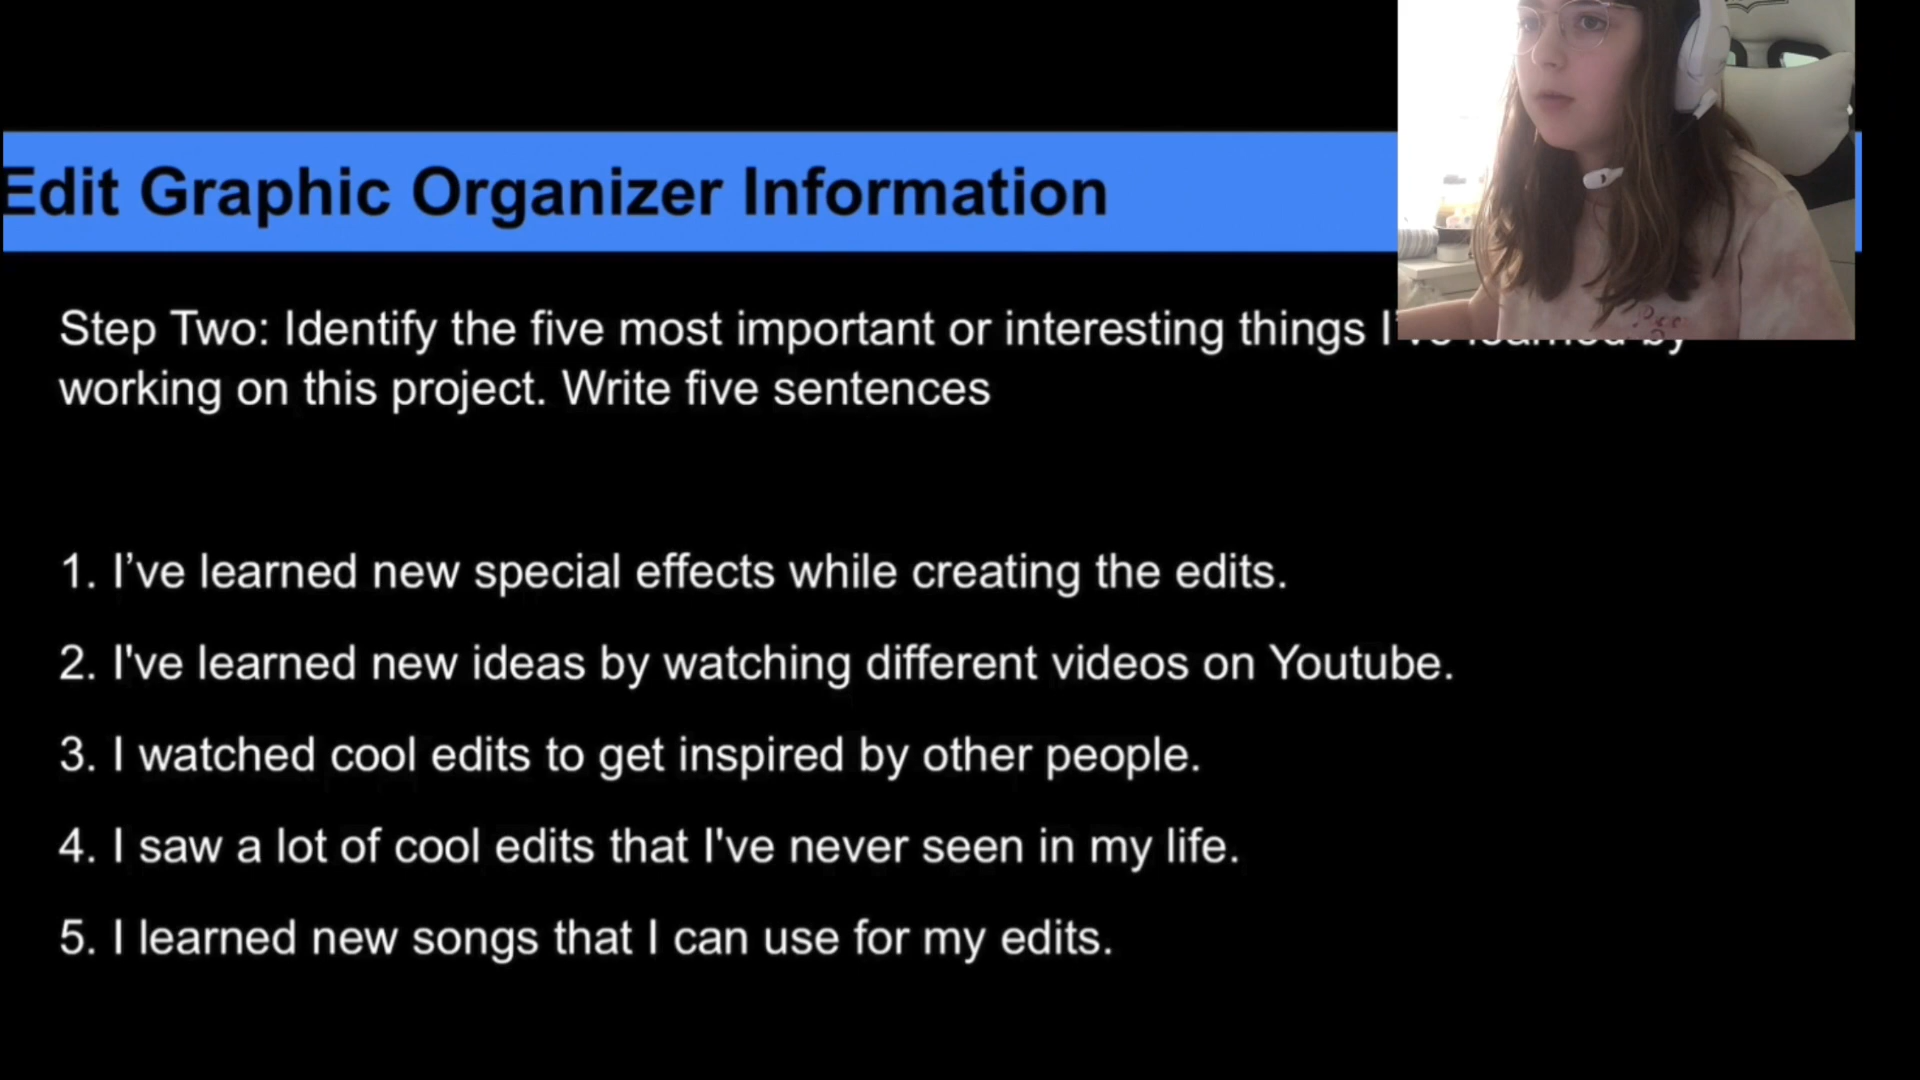 Edit Graphic Organizer Information
Step Two: Identify the five most important or interesting things I've learned by
working on this project. Write five sentences
1. I’ve learned new special effects while creating the edits.
2. I've learned new ideas by watching different videos on Youtube.
3. I watched cool edits to get inspired by other people.
4. I saw a lot of cool edits that I've never seen in my life.
5. I learned new songs that I can use for my edits.